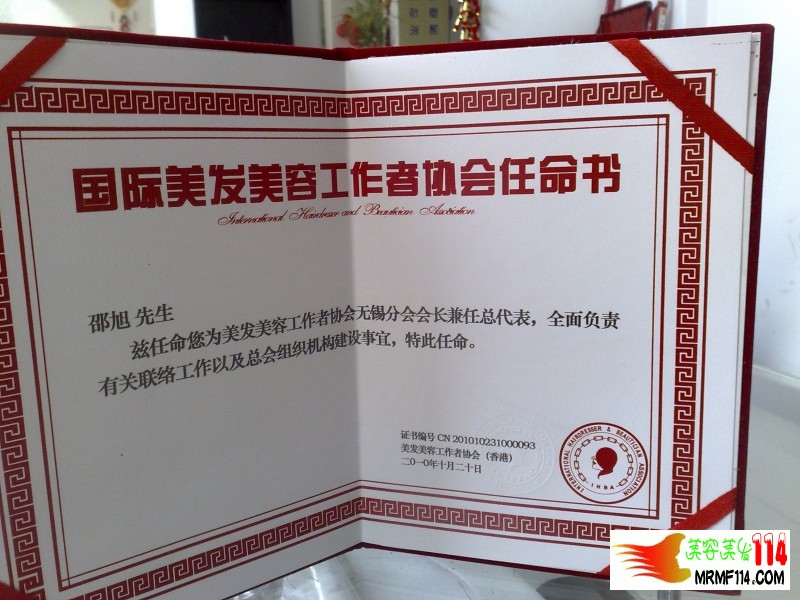 国际美发美容工作者协会任命书
International Hairdreser and Beautician Asociation
邵旭 先生
兹任命您为美发美容工作者协会无锡分会会长兼任总代表，全面负责
有关联络工作以及总会组织机构建设事宜，特此任命。
证书编号 CN 201010231000093
美发美容工作者协会（香港）
二〇一〇年十月二十日
INTERNATIONAL HAIRDRESSER & BEAUTICIAN ASSOCIATION
IHBA
美容美发114
MRMF114.COM